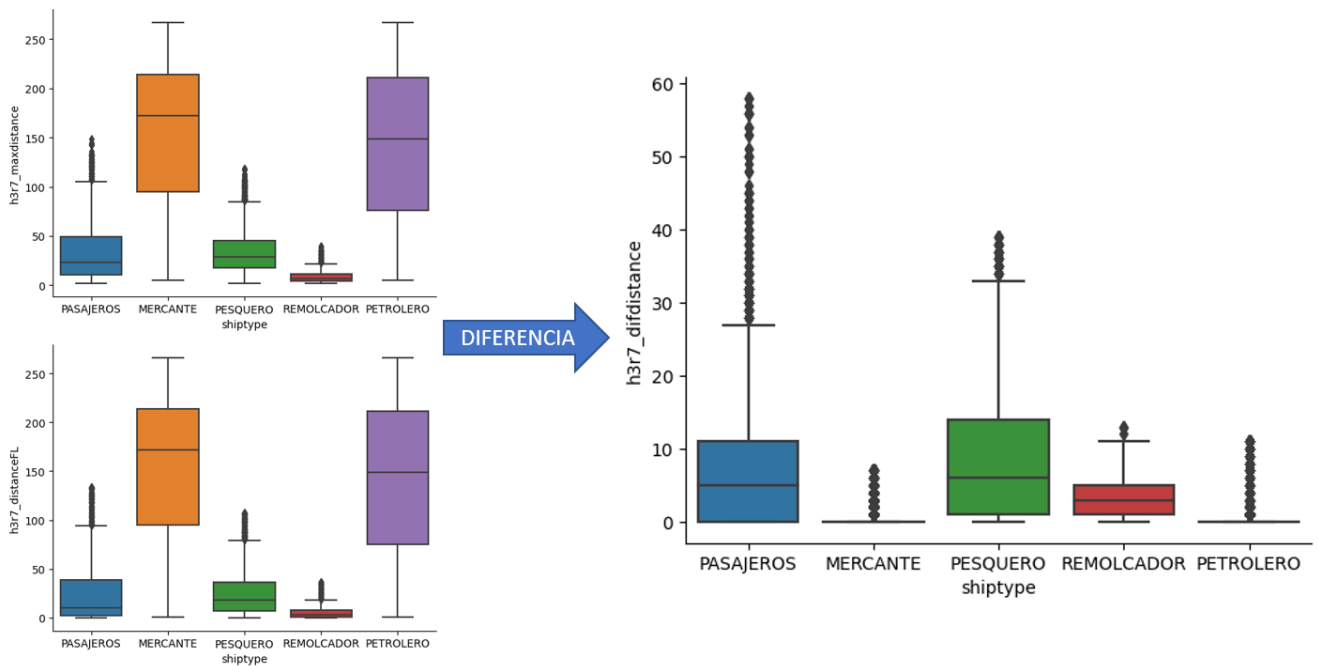 250
200
150
100
50
0
h3r7_maxdistance
PASAJEROS MERCANTE PESQUERO REMOLCADOR PETROLERO
shiptype
250
200
150
100
50
0
h3r7_distanceFL
PASAJEROS MERCANTE PESQUERO REMOLCADOR PETROLERO
shiptype
DIFERENCIA
60
50
40
30
20
10
0
h3r7_difdistance
PASAJEROS MERCANTE PESQUERO REMOLCADOR PETROLERO
shiptype